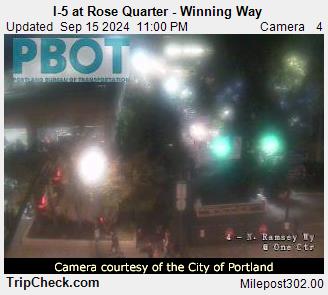 I-5 at Rose Quarter - Winning Way
Updated Sep 15 2024 11:00 PM Camera 4
PBOT
PORTLAND BUREAU OF TRANSPORTATION
4 - N. Ramsey Wy
@ One Ctr
Camera courtesy of the City of Portland
TripCheck.com Milepost302.00